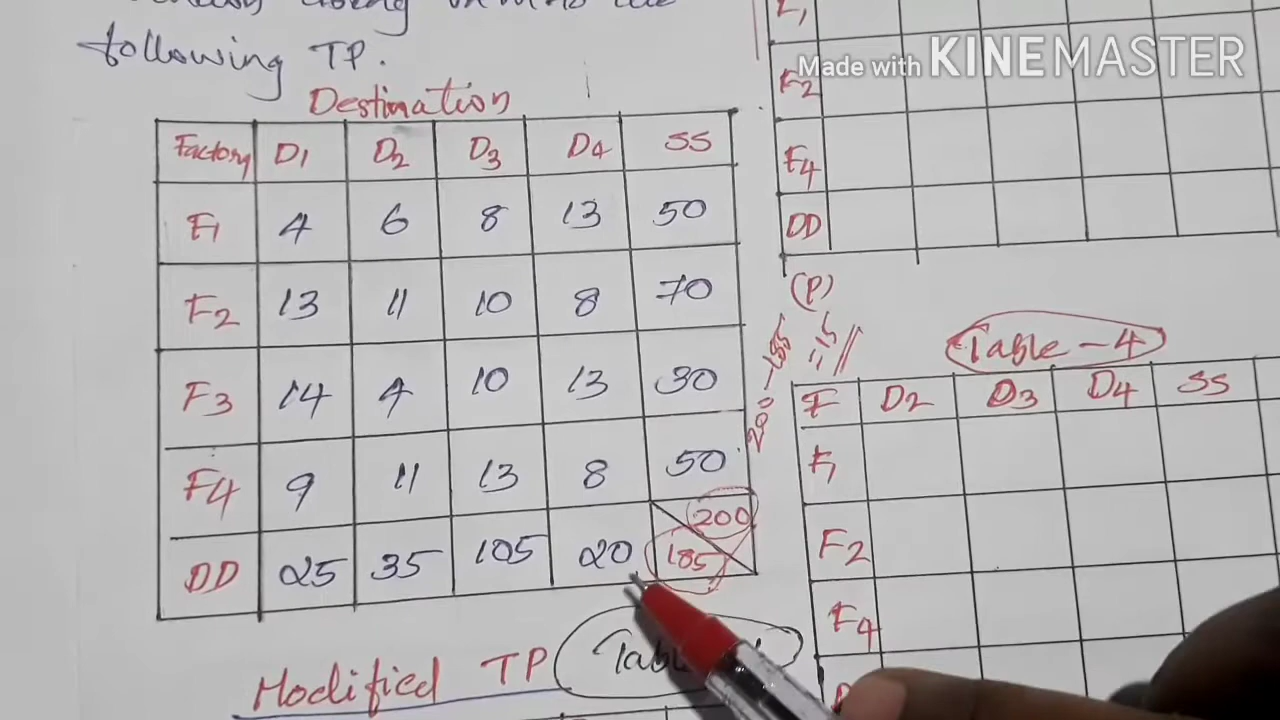 following TP.
Destination
Factory D1 D2 D3 D4 SS
F1 4 6 8 13 50
F2 13 11 10 8 70
F3 14 4 10 13 30
F4 9 11 13 8 50
DD 25 35 105 20 200 185
Modified TP
Made with KINEMASTER
F2
F4
DD
(P)
200-185
=15
Table-4
F D2 D3 D4 SS
F1
F2
F4